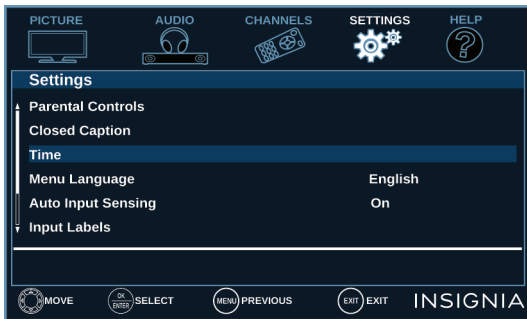 PICTURE AUDIO CHANNELS SETTINGS HELP
Settings
Parental Controls
Closed Caption
Time
Menu Language English
Auto Input Sensing On
Input Labels
MOVE OK ENTER SELECT MENU PREVIOUS EXIT EXIT INSIGNIA